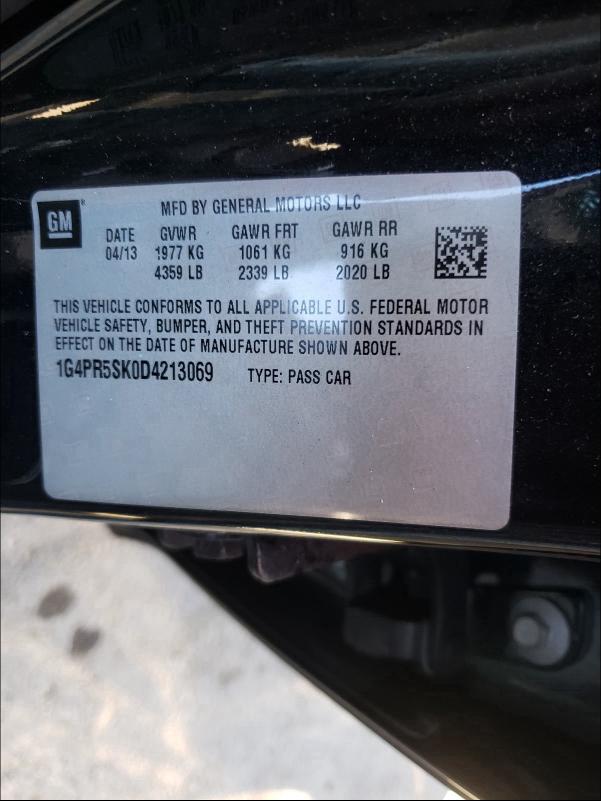 GM®
MFD BY GENERAL MOTORS LLC
DATE GVWR GAWR FRT GAWR RR
04/13 1977 KG 1061 KG 916 KG
4359 LB 2339 LB 2020 LB
THIS VEHICLE CONFORMS TO ALL APPLICABLE U.S. FEDERAL MOTOR
VEHICLE SAFETY, BUMPER, AND THEFT PREVENTION STANDARDS IN
EFFECT ON THE DATE OF MANUFACTURE SHOWN ABOVE.
1G4PR5SK0D4213069 TYPE: PASS CAR